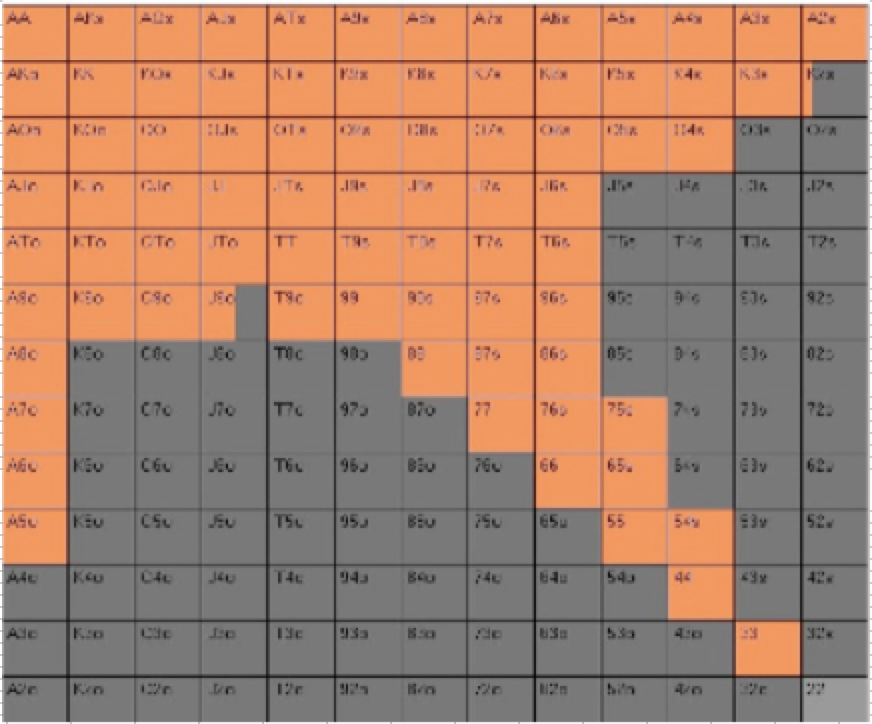 AA AKs AQs AJs ATs A9s A8s A7s A6s A5s A4s A3s A2s
AKo KK KQs KJs KTs K9s K8s K7s K6s K5s K4s K3s K2s
AQo KQo QQ QJs QTs Q9s Q8s Q7s Q6s Q5s Q4s Q3s Q2s
AJo KJo QJo JJ JTs J9s J8s J7s J6s J5s J4s J3s J2s
ATo KTo QTo JTo TT T9s T8s T7s T6s T5s T4s T3s T2s
A9o K9o Q9o J9o T9o 99 98s 97s 96s 95s 94s 93s 92s
A8o K8o Q8o J8o T8o 98o 88 87s 86s 85s 84s 83s 82s
A7o K7o Q7o J7o T7o 97o 87o 77 76s 75s 74s 73s 72s
A6o K6o Q6o J6o T6o 96o 86o 76o 66 65s 64s 63s 62s
A5o K5o Q5o J5o T5o 95o 85o 75o 65o 55 54s 53s 52s
A4o K4o Q4o J4o T4o 94o 84o 74o 64o 54o 44 43s 42s
A3o K3o Q3o J3o T3o 93o 83o 73o 63o 53o 43o 33 32s
A2o K2o Q2o J2o T2o 92o 82o 72o 62o 52o 42o 32o 22